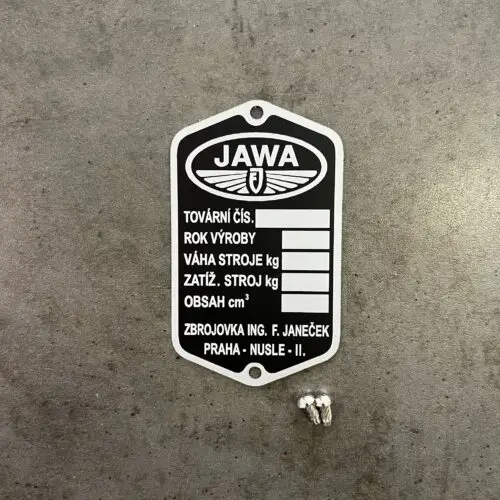 JAWA
FJ
TOVÁRNÍ ČÍS.
ROK VÝROBY
VÁHA STROJE kg
ZATÍŽ. STROJ kg
OBSAH cm³
ZBROJOVKA ING. F. JANEČEK
PRAHA - NUSLE - II.